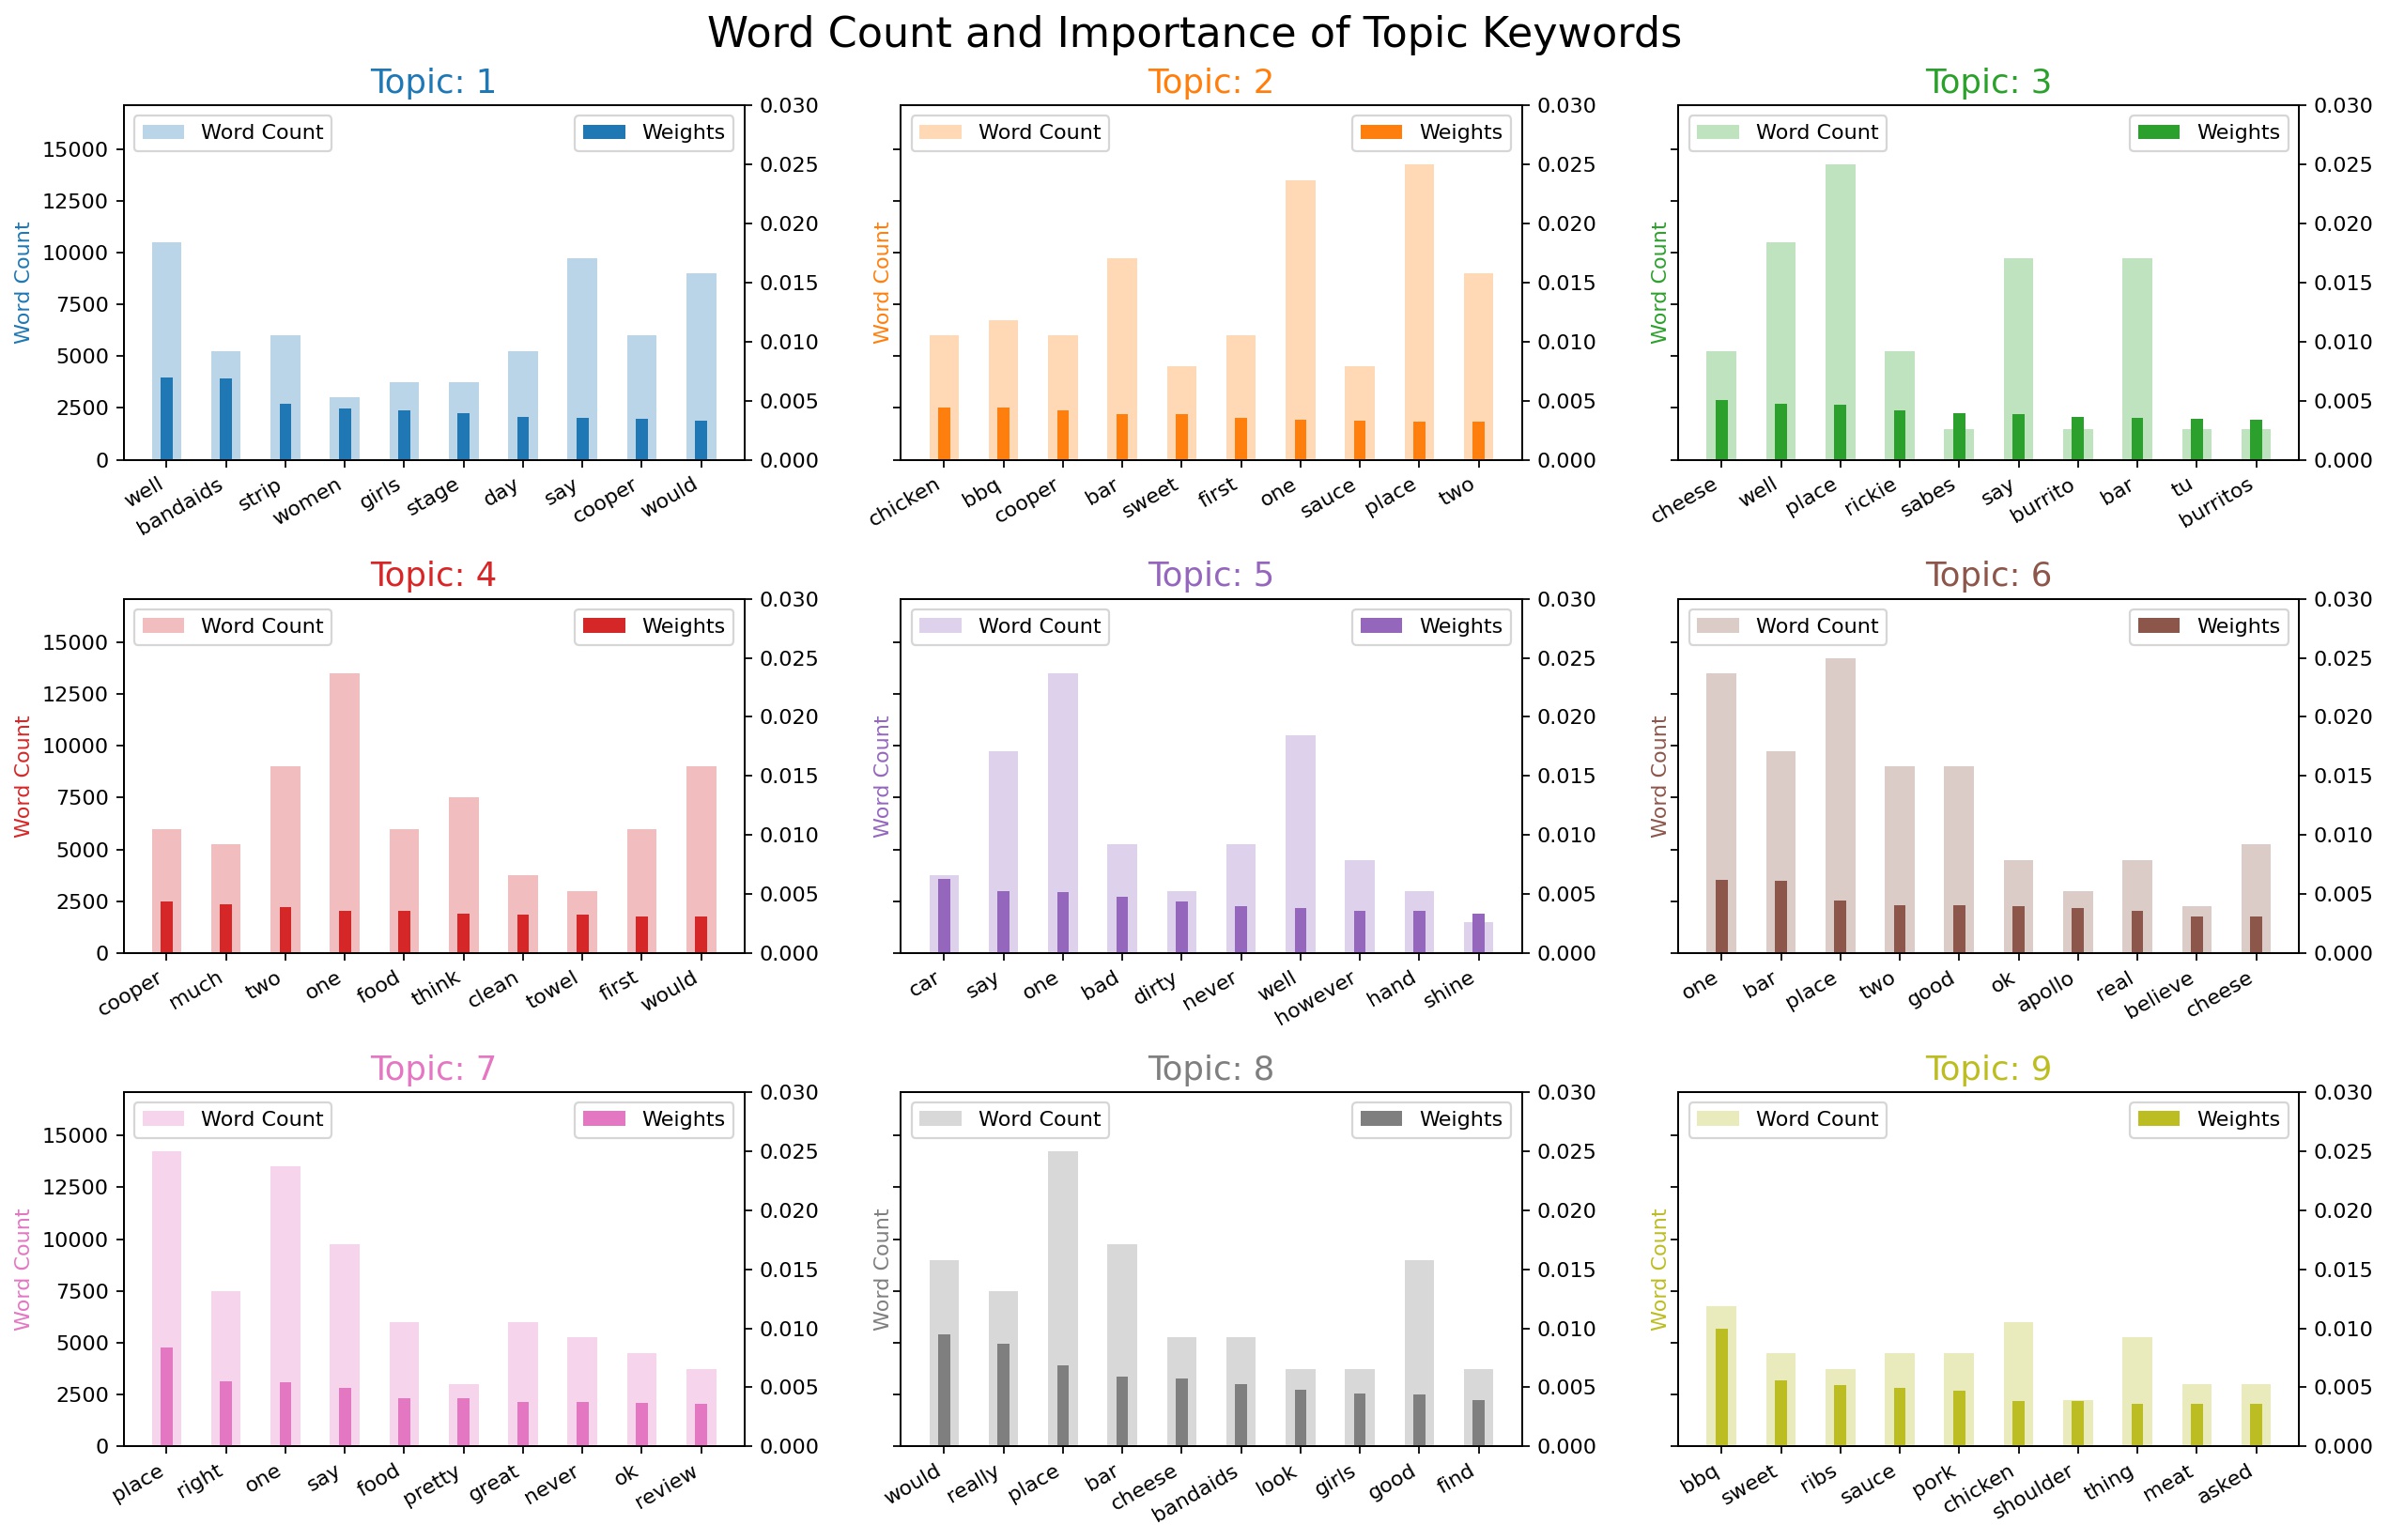 Word Count and Importance of Topic Keywords
Topic: 1
Topic: 2
Topic: 3
Word Count
Weights
Word Count
Weights
Word Count
Weights
Word Count
15000
12500
10000
7500
5000
2500
0
0.030
0.025
0.020
0.015
0.010
0.005
0.000
well bandaids strip women girls stage day say cooper would
Word Count
0.030
0.025
0.020
0.015
0.010
0.005
0.000
chicken bbq cooper bar sweet first one sauce place two
Word Count
0.030
0.025
0.020
0.015
0.010
0.005
0.000
cheese well place rickie sabes say burrito bar tu burritos
Topic: 4
Topic: 5
Topic: 6
Word Count
Weights
Word Count
Weights
Word Count
Weights
Word Count
15000
12500
10000
7500
5000
2500
0
0.030
0.025
0.020
0.015
0.010
0.005
0.000
cooper much two one food think clean towel first would
Word Count
0.030
0.025
0.020
0.015
0.010
0.005
0.000
car say one bad dirty never well however hand shine
Word Count
0.030
0.025
0.020
0.015
0.010
0.005
0.000
one bar place two good ok apollo real believe cheese
Topic: 7
Topic: 8
Topic: 9
Word Count
Weights
Word Count
Weights
Word Count
Weights
Word Count
15000
12500
10000
7500
5000
2500
0
0.030
0.025
0.020
0.015
0.010
0.005
0.000
place right one say food pretty great never ok review
Word Count
0.030
0.025
0.020
0.015
0.010
0.005
0.000
would really place bar cheese bandaids look girls good find
Word Count
0.030
0.025
0.020
0.015
0.010
0.005
0.000
bbq sweet ribs sauce pork chicken shoulder thing meat asked